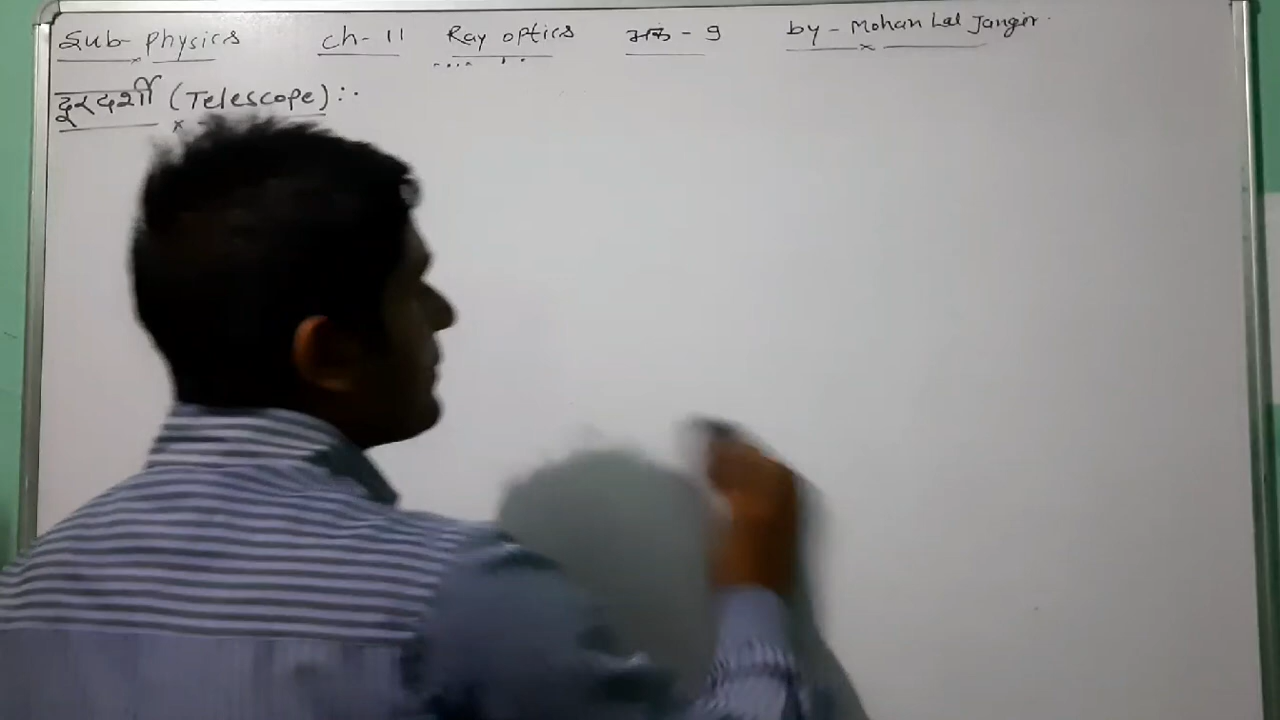 Sub- Physics ch- 11 Ray optics अंक - 9 by - Mohan Lal Jangir
दूरदर्शी (Telescope) :-